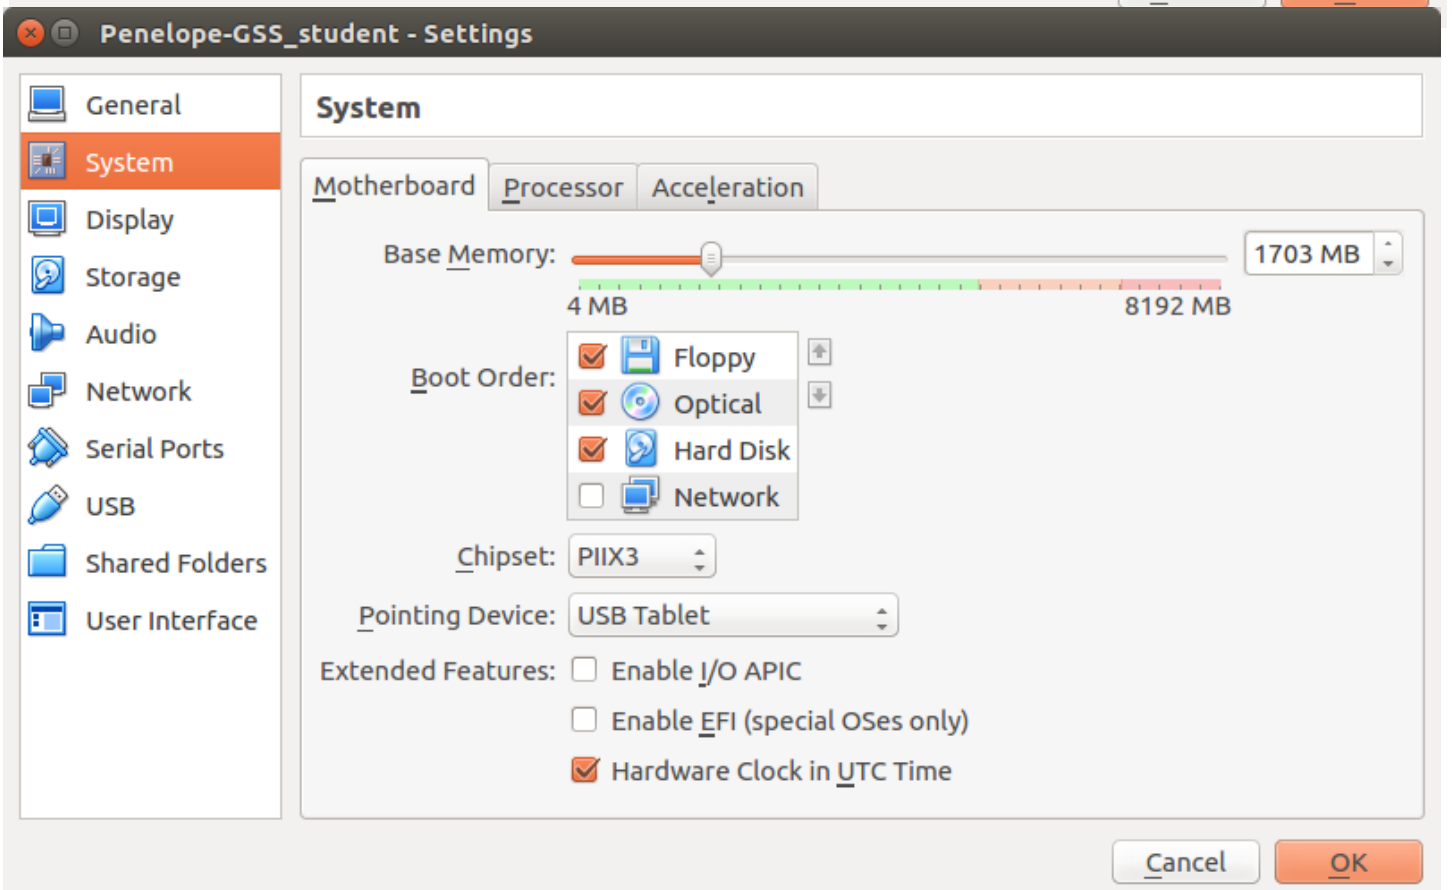 Penelope-GSS_student - Settings
General
System
Display
Storage
Audio
Network
Serial Ports
USB
Shared Folders
User Interface
System
Motherboard
Processor
Acceleration
Base Memory:
1703 MB
4 MB
8192 MB
Boot Order:
Floppy
Optical
Hard Disk
Network
Chipset:
PIIX3
Pointing Device:
USB Tablet
Extended Features:
Enable I/O APIC
Enable EFI (special OSes only)
Hardware Clock in UTC Time
Cancel
OK